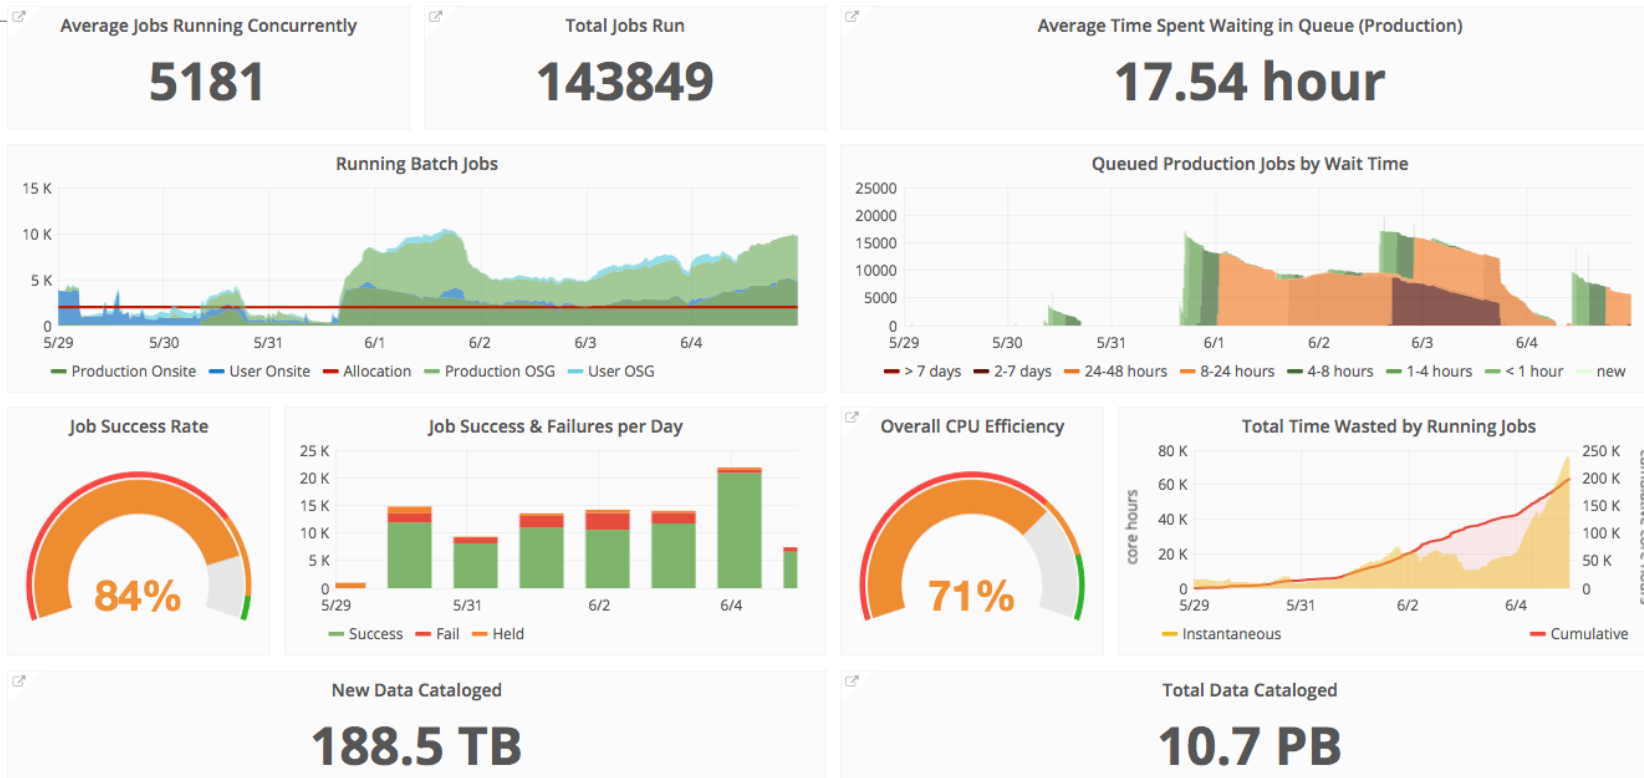 Average Jobs Running Concurrently
5181
Total Jobs Run
143849
Average Time Spent Waiting in Queue (Production)
17.54 hour
Running Batch Jobs
15 K
10 K
5 K
0
5/29 5/30 5/31 6/1 6/2 6/3 6/4
Production Onsite User Onsite Allocation Production OSG User OSG
Queued Production Jobs by Wait Time
25000
20000
15000
10000
5000
0
5/29 5/30 5/31 6/1 6/2 6/3 6/4
> 7 days 2-7 days 24-48 hours 8-24 hours 4-8 hours 1-4 hours < 1 hour new
Job Success Rate
84%
Job Success & Failures per Day
25 K
20 K
15 K
10 K
5 K
0
5/29 5/31 6/2 6/4
Success Fail Held
Overall CPU Efficiency
71%
Total Time Wasted by Running Jobs
core hours
80 K
60 K
40 K
20 K
0
250 K
200 K
150 K
100 K
50 K
0
5/29 5/31 6/2 6/4
Instantaneous Cumulative
New Data Cataloged
188.5 TB
Total Data Cataloged
10.7 PB